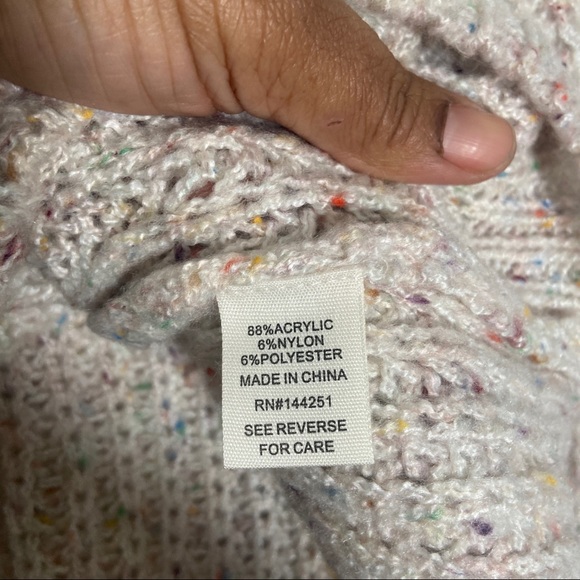 88%ACRYLIC
6%NYLON
6%POLYESTER
MADE IN CHINA
RN#144251
SEE REVERSE
FOR CARE